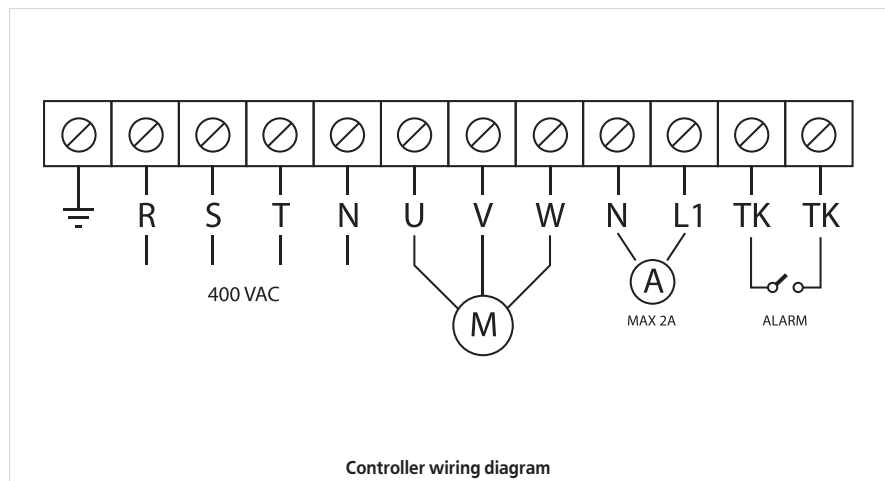 R S T N U V W N L1 TK TK
400 VAC
A
M
MAX 2A
ALARM
Controller wiring diagram